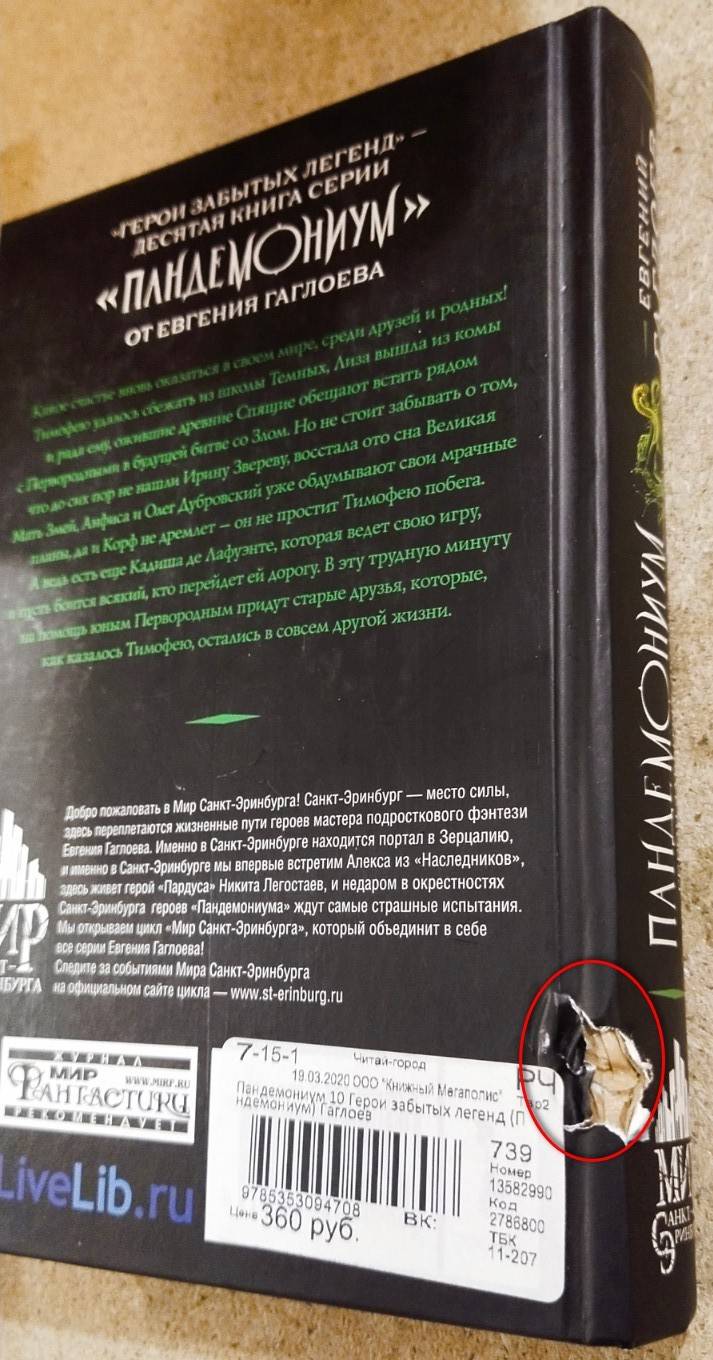 «ГЕРОИ ЗАБЫТЫХ ЛЕГЕНД» —
ДЕСЯТАЯ КНИГА СЕРИИ
«ПАНДЕМОНИУМ»
ОТ ЕВГЕНИЯ ГАГЛОЕВА
Какое счастье вновь оказаться в своем мире, среди друзей и родных!
Тимофею удалось сбежать из школы Темных, Лиза вышла из комы
и рада ему, ожившие древние Спящие обещают встать рядом
с Первородными в будущей битве со Злом. Но не стоит забывать о том,
что до сих пор не нашли Ирину Звереву, восстала ото сна Великая
Мать Змей, Анфиса и Олег Дубровский уже обдумывают свои мрачные
планы, да и Корф не дремлет — он не простит Тимофею побега.
А ведь есть еще Кадиша де Лафуэнте, которая ведет свою игру,
и пусть боится всякий, кто перейдет ей дорогу. В эту трудную минуту
на помощь юным Первородным придут старые друзья, которые,
как казалось Тимофею, остались в совсем другой жизни.
Добро пожаловать в Мир Санкт-Эринбурга! Санкт-Эринбург — место силы,
здесь переплетаются жизненные пути героев мастера подросткового фэнтези
Евгения Гаглоева. Именно в Санкт-Эринбурге находится портал в Зерцалию,
и именно в Санкт-Эринбурге мы впервые встретим Алекса из «Наследников»,
здесь живет герой «Пардуса» Никита Легостаев, и недаром в окрестностях
Санкт-Эринбурга героев «Пандемониума» ждут самые страшные испытания.
Мы открываем цикл «Мир Санкт-Эринбурга», который объединит в себе
все серии Евгения Гаглоева!
Следите за событиями Мира Санкт-Эринбурга
на официальном сайте цикла — www.st-erinburg.ru
ЖУРНАЛ
МИР WWW.MIRF.RU
ФАНТАСТИКИ
РЕКОМЕНДУЕТ
LiveLib.ru
7-15-1 Читай-город
19.03.2020 ООО "Книжный Мегаполис"
Пандемониум 10 Герои забытых легенд (П
ндемониум) Гаглоев
РЧ
739
Номер
13582990
Код
2786800
ТБК
11-207
9785353094708
Цена 360 руб.
ВК:
— ЕВГЕНИЙ —
ПАНДЕМОНИУМ